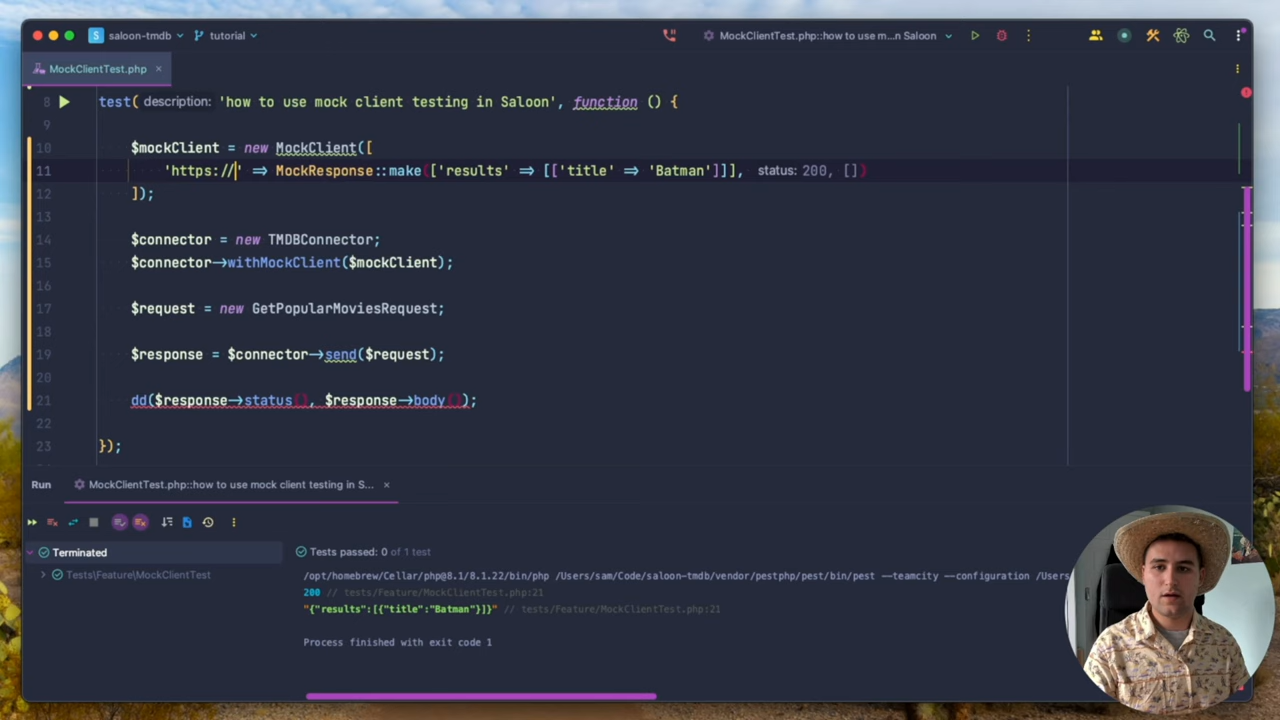 S saloon-tmdb tutorial MockClientTest.php::how to use m...n Saloon
MockClientTest.php
8 test( description: 'how to use mock client testing in Saloon', function () {
9
10 $mockClient = new MockClient([
11 'https://' => MockResponse::make(['results' => [['title' => 'Batman']]], status: 200, [])
12 ]);
13
14 $connector = new TMDBConnector;
15 $connector->withMockClient($mockClient);
16
17 $request = new GetPopularMoviesRequest;
18
19 $response = $connector->send($request);
20
21 dd($response->status(), $response->body());
22
23 });
Run MockClientTest.php::how to use mock client testing in S...
Terminated
Tests\Feature\MockClientTest
Tests passed: 0 of 1 test
/opt/homebrew/Cellar/php@8.1/8.1.22/bin/php /Users/sam/Code/saloon-tmdb/vendor/pestphp/pest/bin/pest --teamcity --configuration /Users
200 // tests/Feature/MockClientTest.php:21
"{"results":[{"title":"Batman"}]}" // tests/Feature/MockClientTest.php:21
Process finished with exit code 1